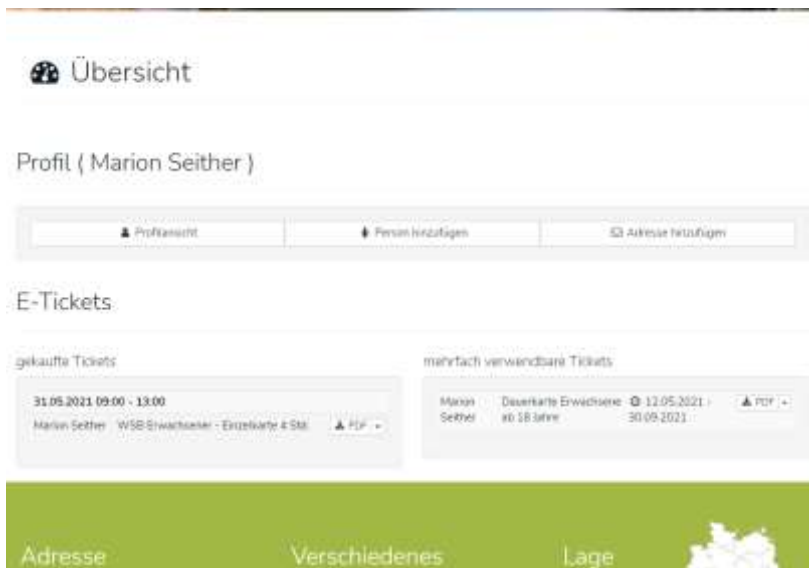 Übersicht
Profil ( Marion Seither )
Profilansicht
Person hinzufügen
Adresse hinzufügen
E-Tickets
gekaufte Tickets
31.05.2021 09:00 - 13:00
Marion Seither WSB Erwachsener - Einzelkarte 4 Std. PDF
mehrfach verwendbare Tickets
Marion Dauerkarte Erwachsene 12.05.2021 - PDF
Seither ab 18 Jahre 30.09.2021
Adresse
Verschiedenes
Lage